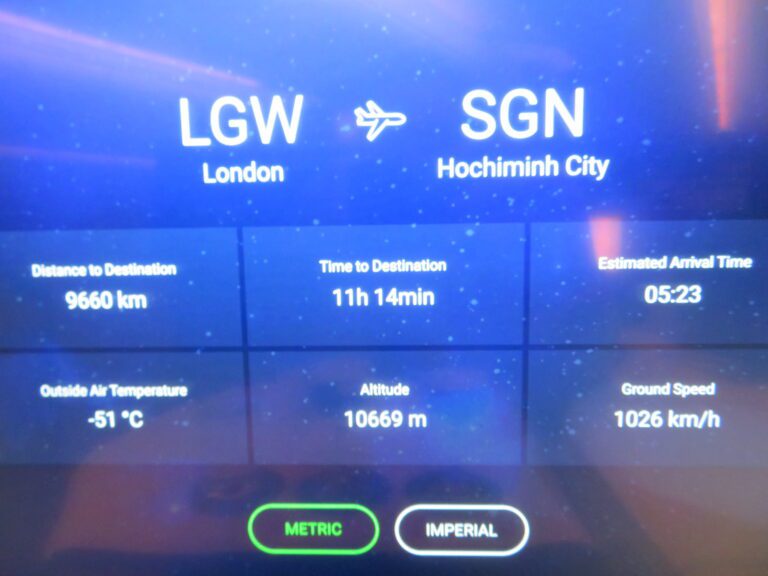 LGW SGN
London Hochiminh City
Distance to Destination Time to Destination Estimated Arrival Time
9660 km 11h 14min 05:23
Outside Air Temperature Altitude Ground Speed
-51 °C 10669 m 1026 km/h
METRIC IMPERIAL